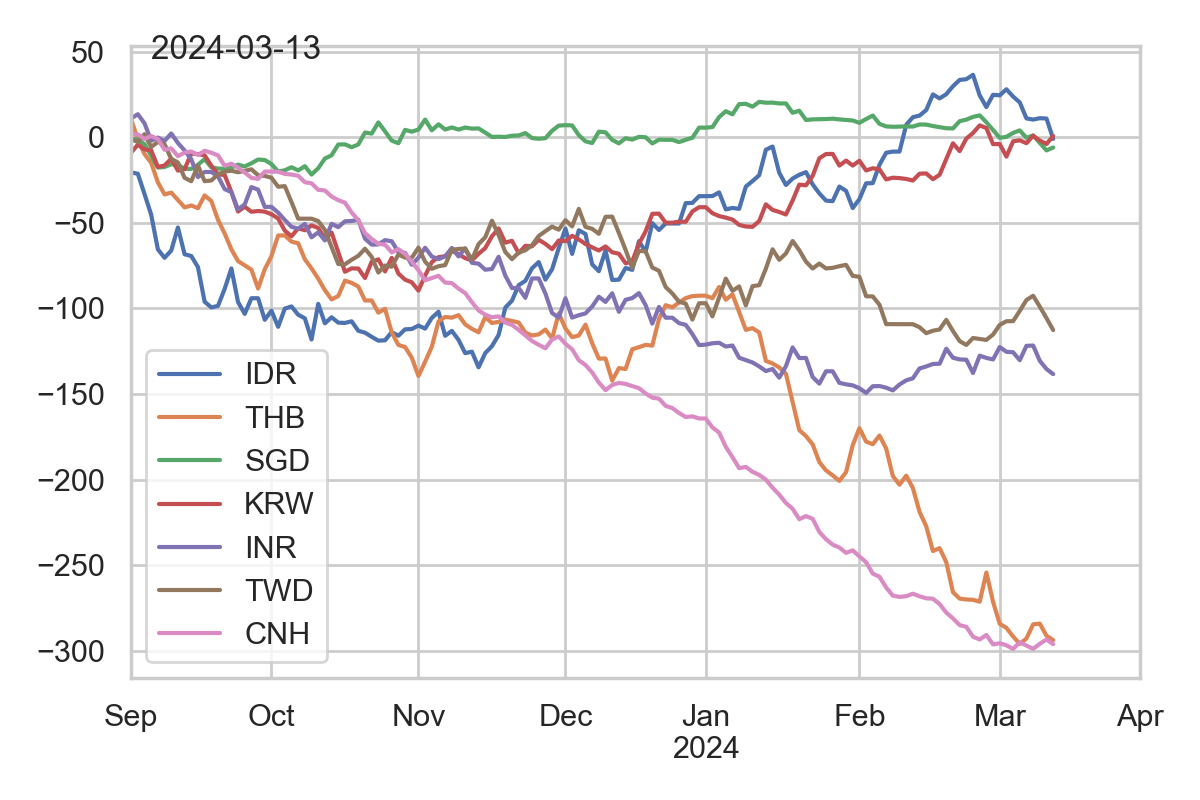 2024-03-13
50
0
−50
−100
−150
−200
−250
−300
IDR
THB
SGD
KRW
INR
TWD
CNH
Sep Oct Nov Dec Jan Feb Mar Apr
2024